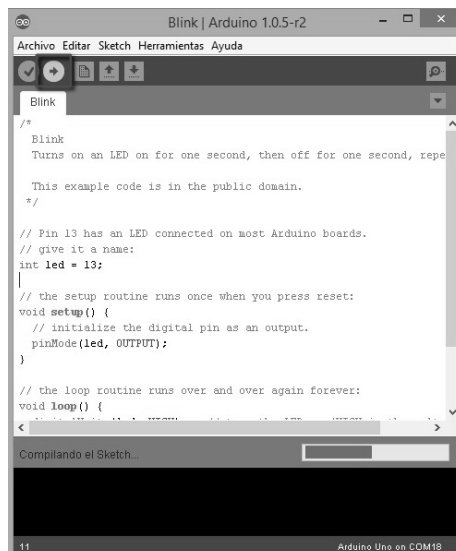 Blink | Arduino 1.0.5-r2
Archivo Editar Sketch Herramientas Ayuda
Blink
/*
Blink
Turns on an LED on for one second, then off for one second, repe
This example code is in the public domain.
*/
// Pin 13 has an LED connected on most Arduino boards.
// give it a name:
int led = 13;
// the setup routine runs once when you press reset:
void setup() {
// initialize the digital pin as an output.
pinMode(led, OUTPUT);
}
// the loop routine runs over and over again forever:
void loop() {
Compilando el Sketch...
11
Arduino Uno on COM18